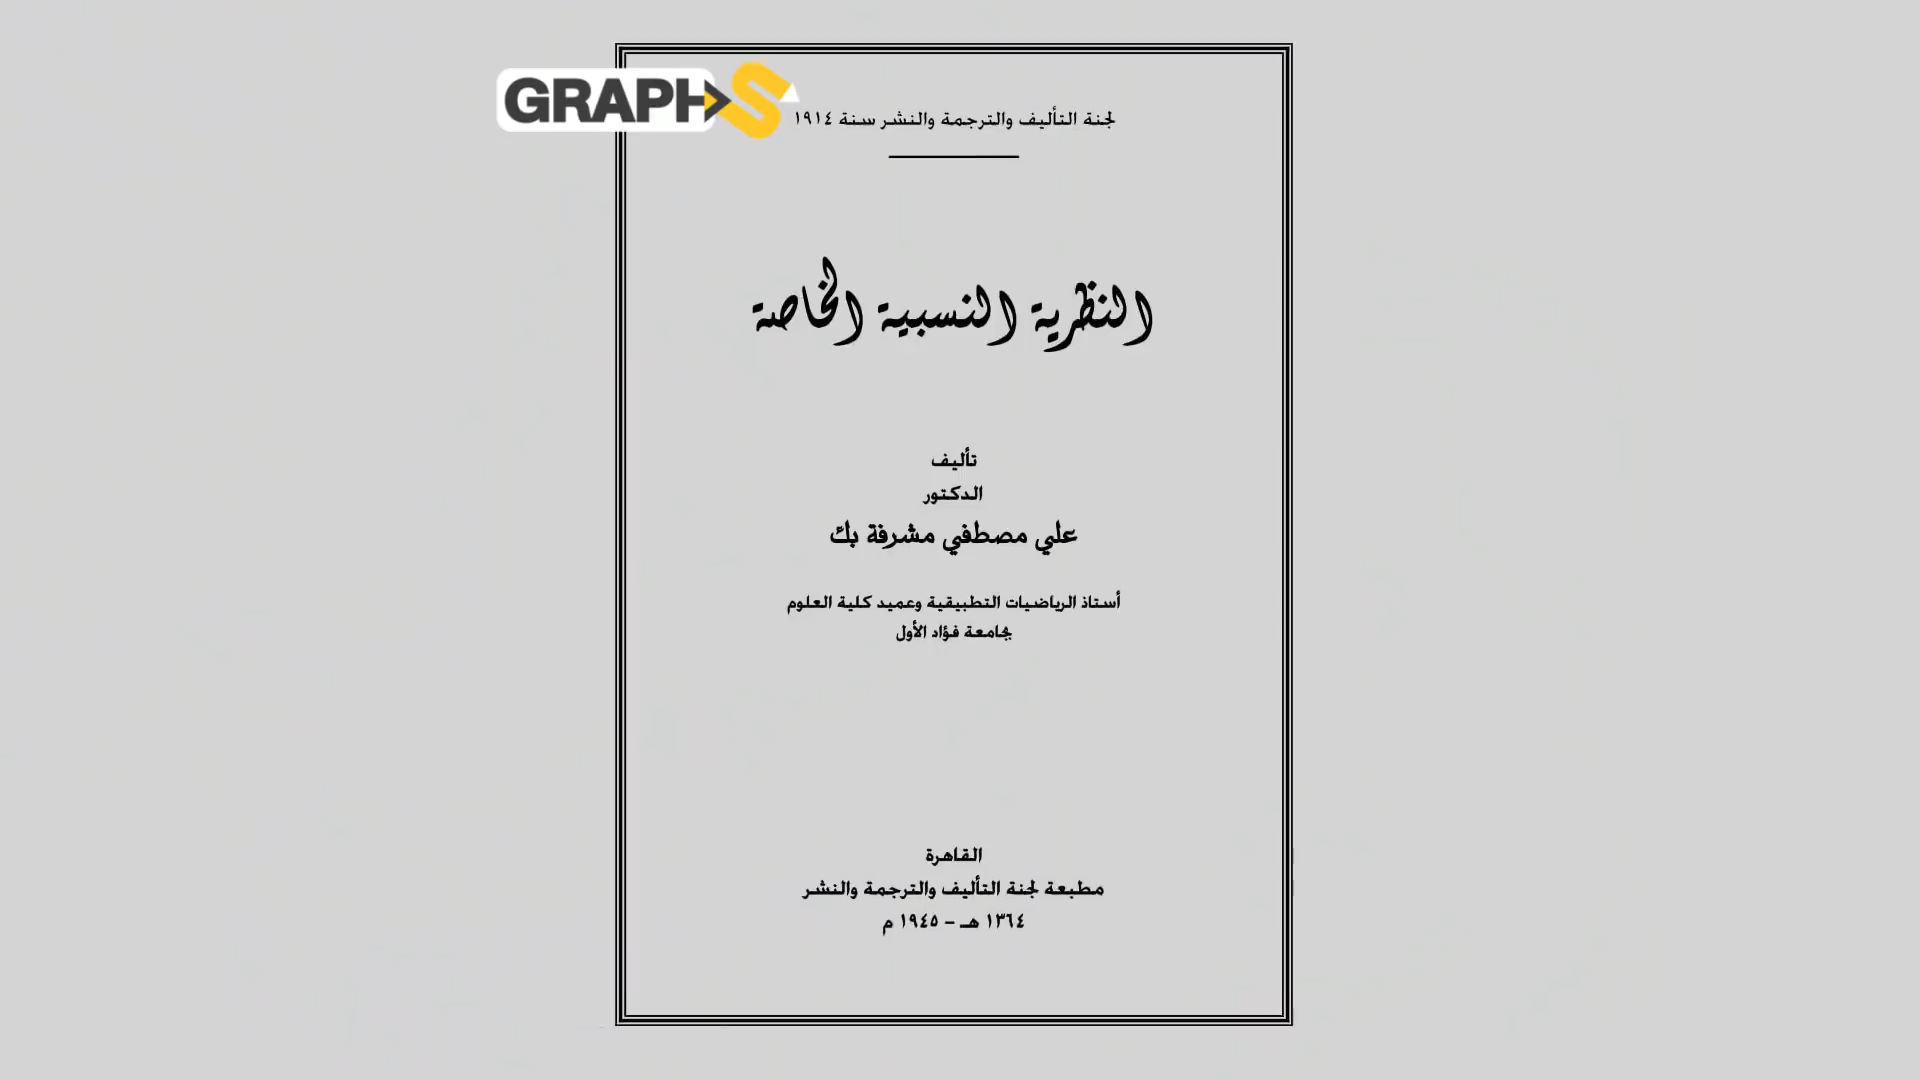 GRAPHS
لجنة التأليف والترجمة والنشر سنة ١٩١٤
النظرية النسبية الخاصة
تأليف
الدكتور
علي مصطفي مشرفة بك
أستاذ الرياضيات التطبيقية وعميد كلية العلوم
بجامعة فؤاد الأول
القاهرة
مطبعة لجنة التأليف والترجمة والنشر
١٣٦٤ هـ – ١٩٤٥ م